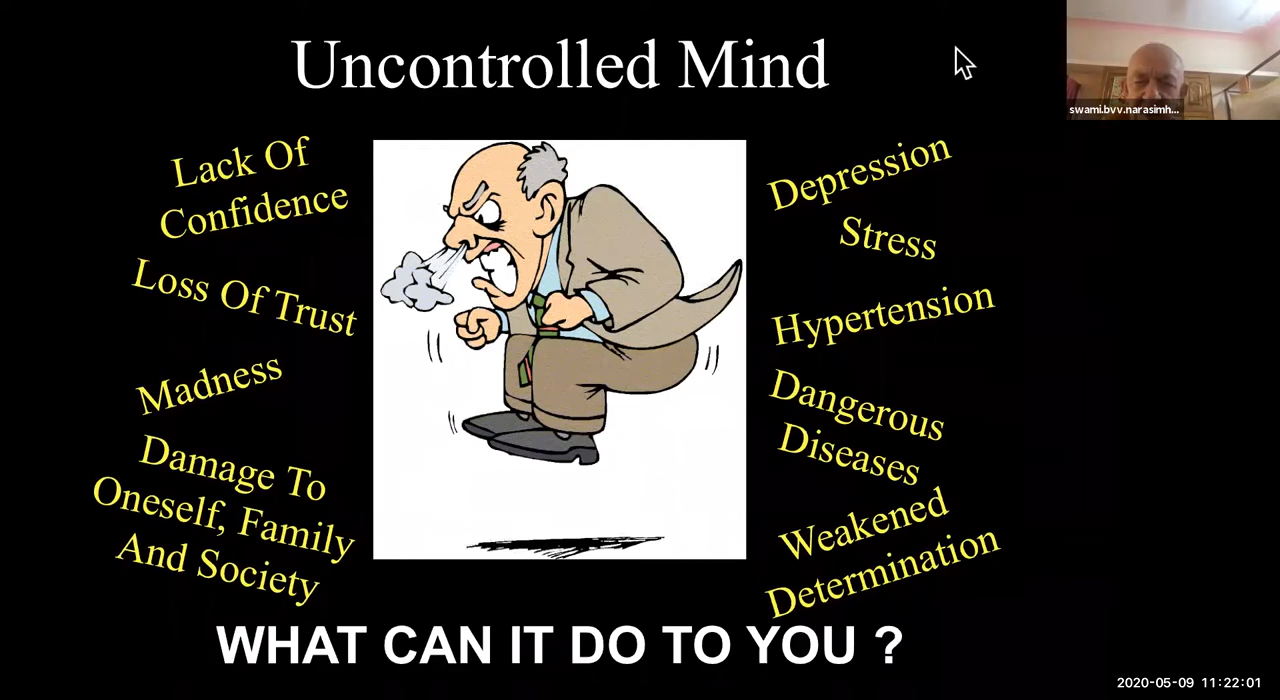 Uncontrolled Mind
swami.bvv.narasimh...
Lack Of
Confidence
Loss Of Trust
Madness
Damage To
Oneself, Family
And Society
Depression
Stress
Hypertension
Dangerous
Diseases
Weakened
Determination
WHAT CAN IT DO TO YOU ?
2020-05-09 11:22:01